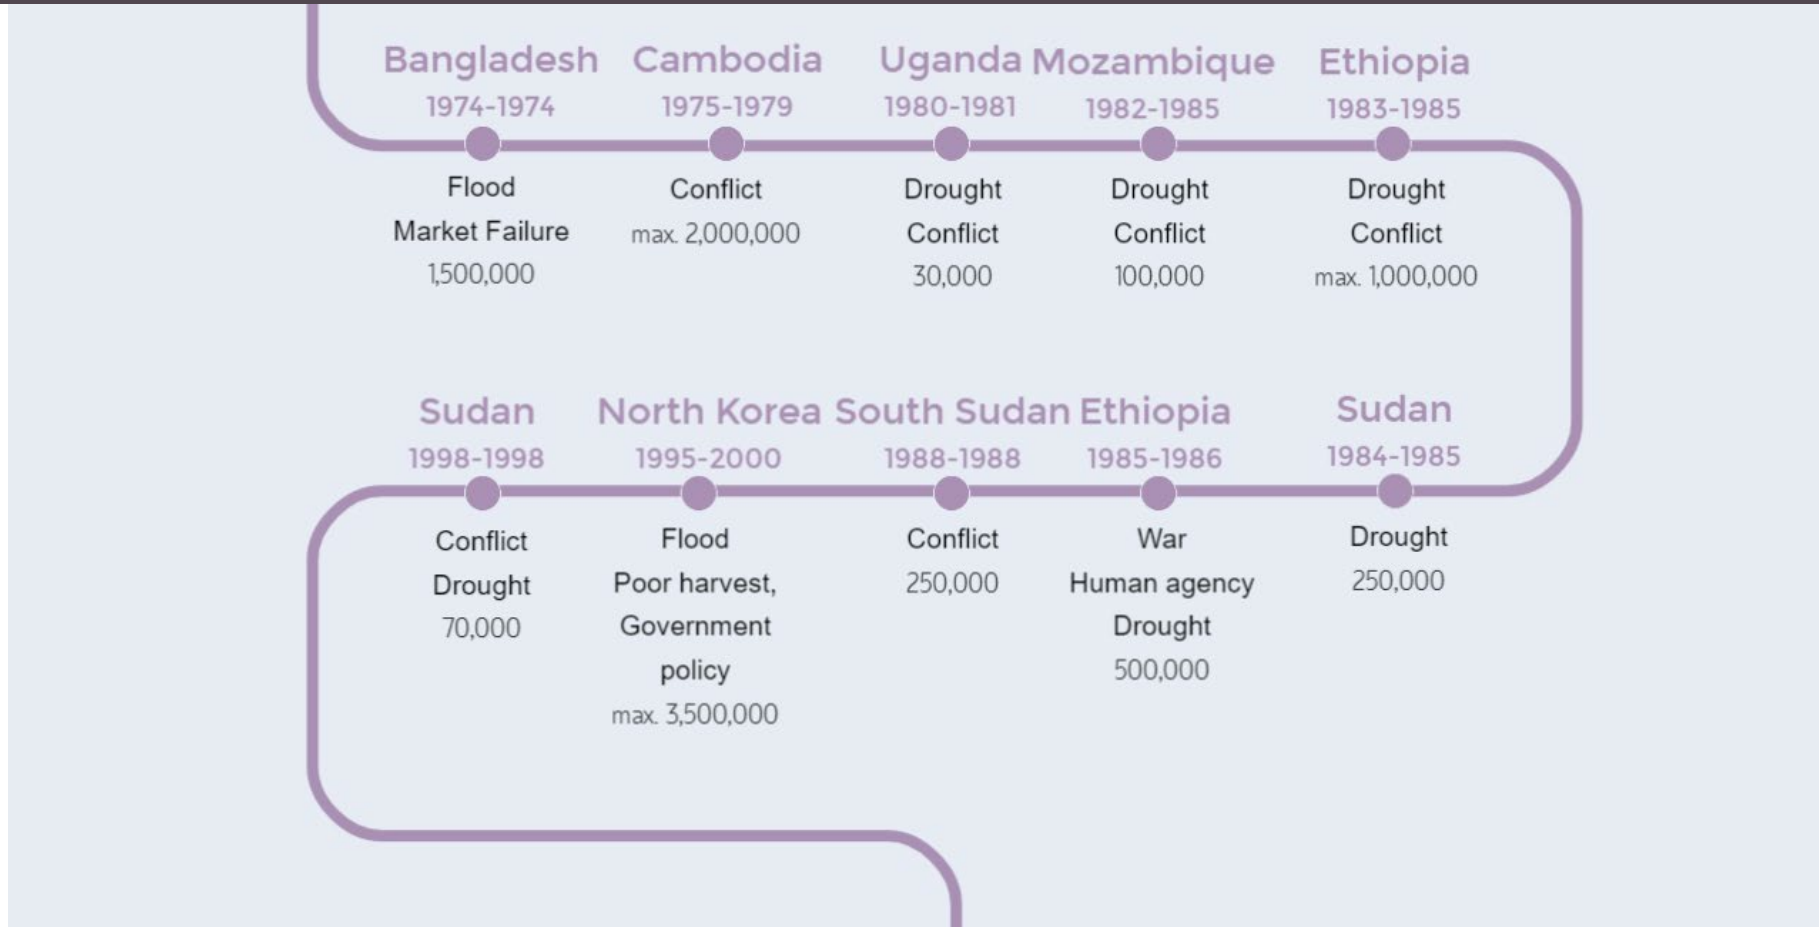 Bangladesh
1974-1974
Flood
Market Failure
1,500,000
Cambodia
1975-1979
Conflict
max. 2,000,000
Uganda
1980-1981
Drought
Conflict
30,000
Mozambique
1982-1985
Drought
Conflict
100,000
Ethiopia
1983-1985
Drought
Conflict
max. 1,000,000
Sudan
1998-1998
Conflict
Drought
70,000
North Korea
1995-2000
Flood
Poor harvest,
Government
policy
max. 3,500,000
South Sudan
1988-1988
Conflict
250,000
Ethiopia
1985-1986
War
Human agency
Drought
500,000
Sudan
1984-1985
Drought
250,000